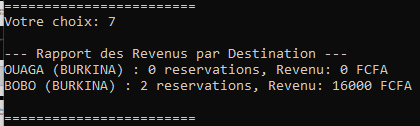 ========================
Votre choix: 7
--- Rapport des Revenus par Destination ---
OUAGA (BURKINA) : 0 reservations, Revenu: 0 FCFA
BOBO (BURKINA) : 2 reservations, Revenu: 16000 FCFA
========================